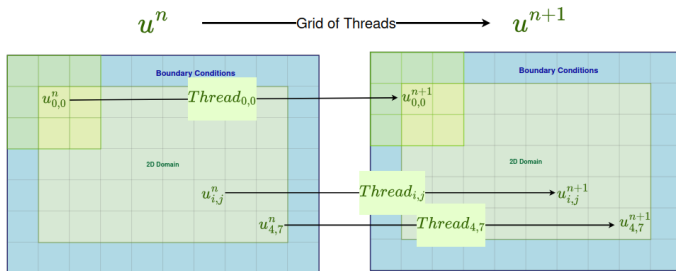 u^n Grid of Threads u^{n+1}
Boundary Conditions Boundary Conditions
u^n_{0,0} Thread_{0,0} u^{n+1}_{0,0}
2D Domain 2D Domain
u^n_{i,j} Thread_{i,j} u^{n+1}_{i,j}
u^n_{4,7} Thread_{4,7} u^{n+1}_{4,7}